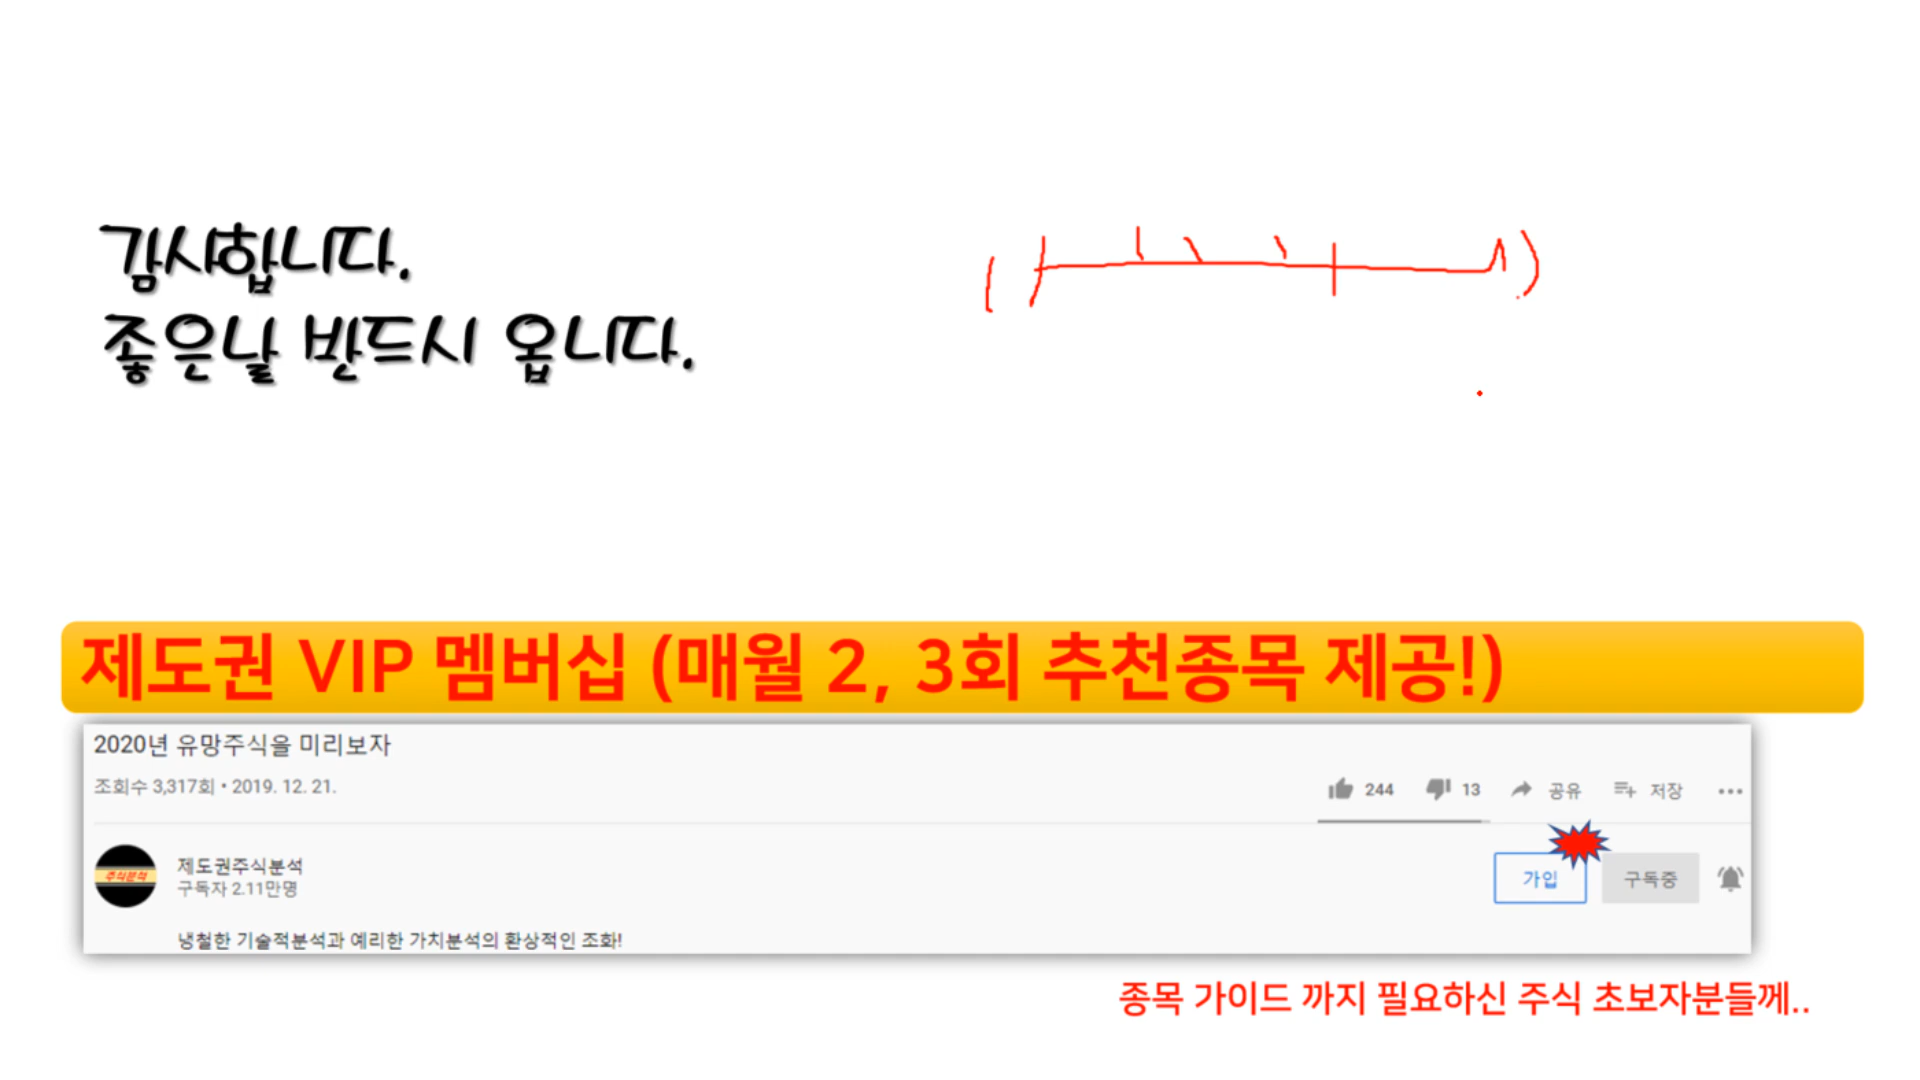 감사합니다.
좋은날 반드시 옵니다.
제도권 VIP 멤버십 (매월 2, 3회 추천종목 제공!)
2020년 유망주식을 미리보자
조회수 3,317회 • 2019. 12. 21.
244 13 공유 저장
주식분석
제도권주식분석
구독자 2.11만명
가입 구독중
냉철한 기술적분석과 예리한 가치분석의 환상적인 조화!
종목 가이드 까지 필요하신 주식 초보자분들께..